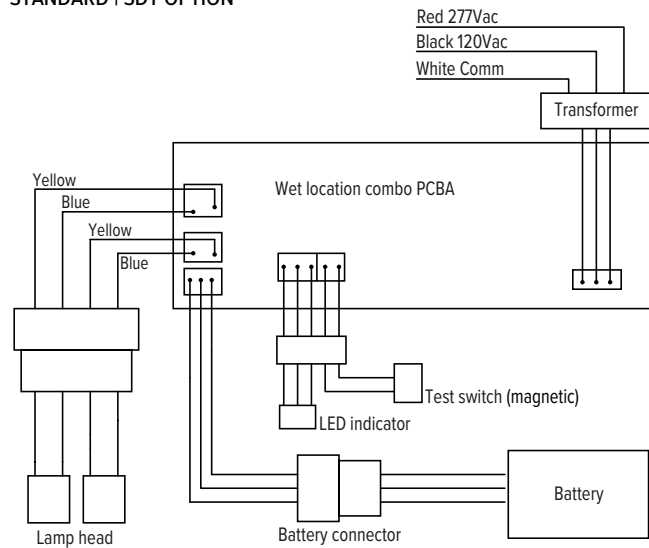 STANDARD | SDT OPTION
Red 277Vac
Black 120Vac
White Comm
Transformer
Wet location combo PCBA
Yellow
Blue
Yellow
Blue
Test switch (magnetic)
LED indicator
Battery
Battery connector
Lamp head